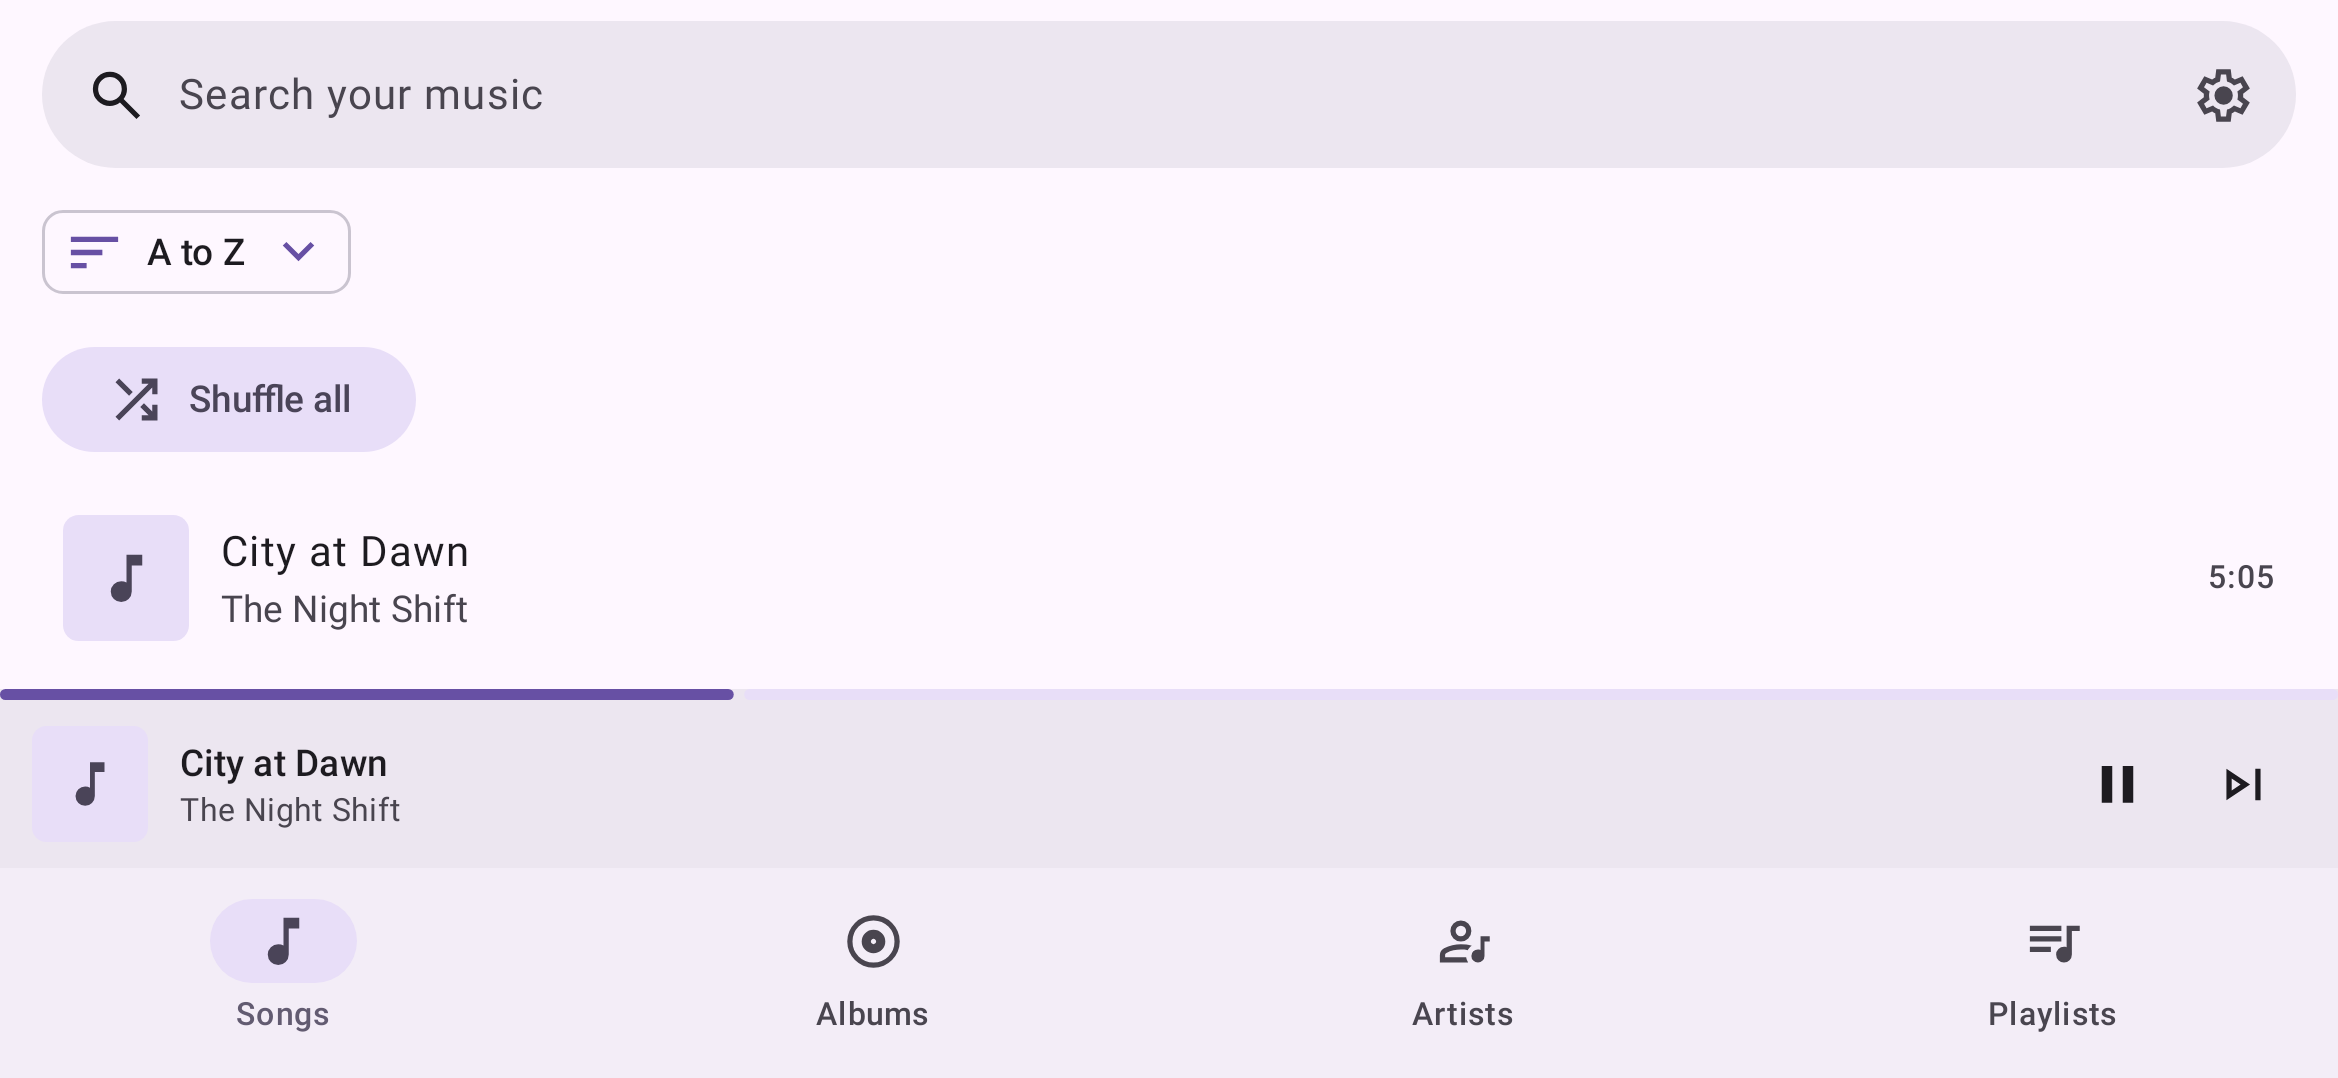 Search your music
A to Z
Shuffle all
City at Dawn
The Night Shift
5:05
City at Dawn
The Night Shift
Songs
Albums
Artists
Playlists